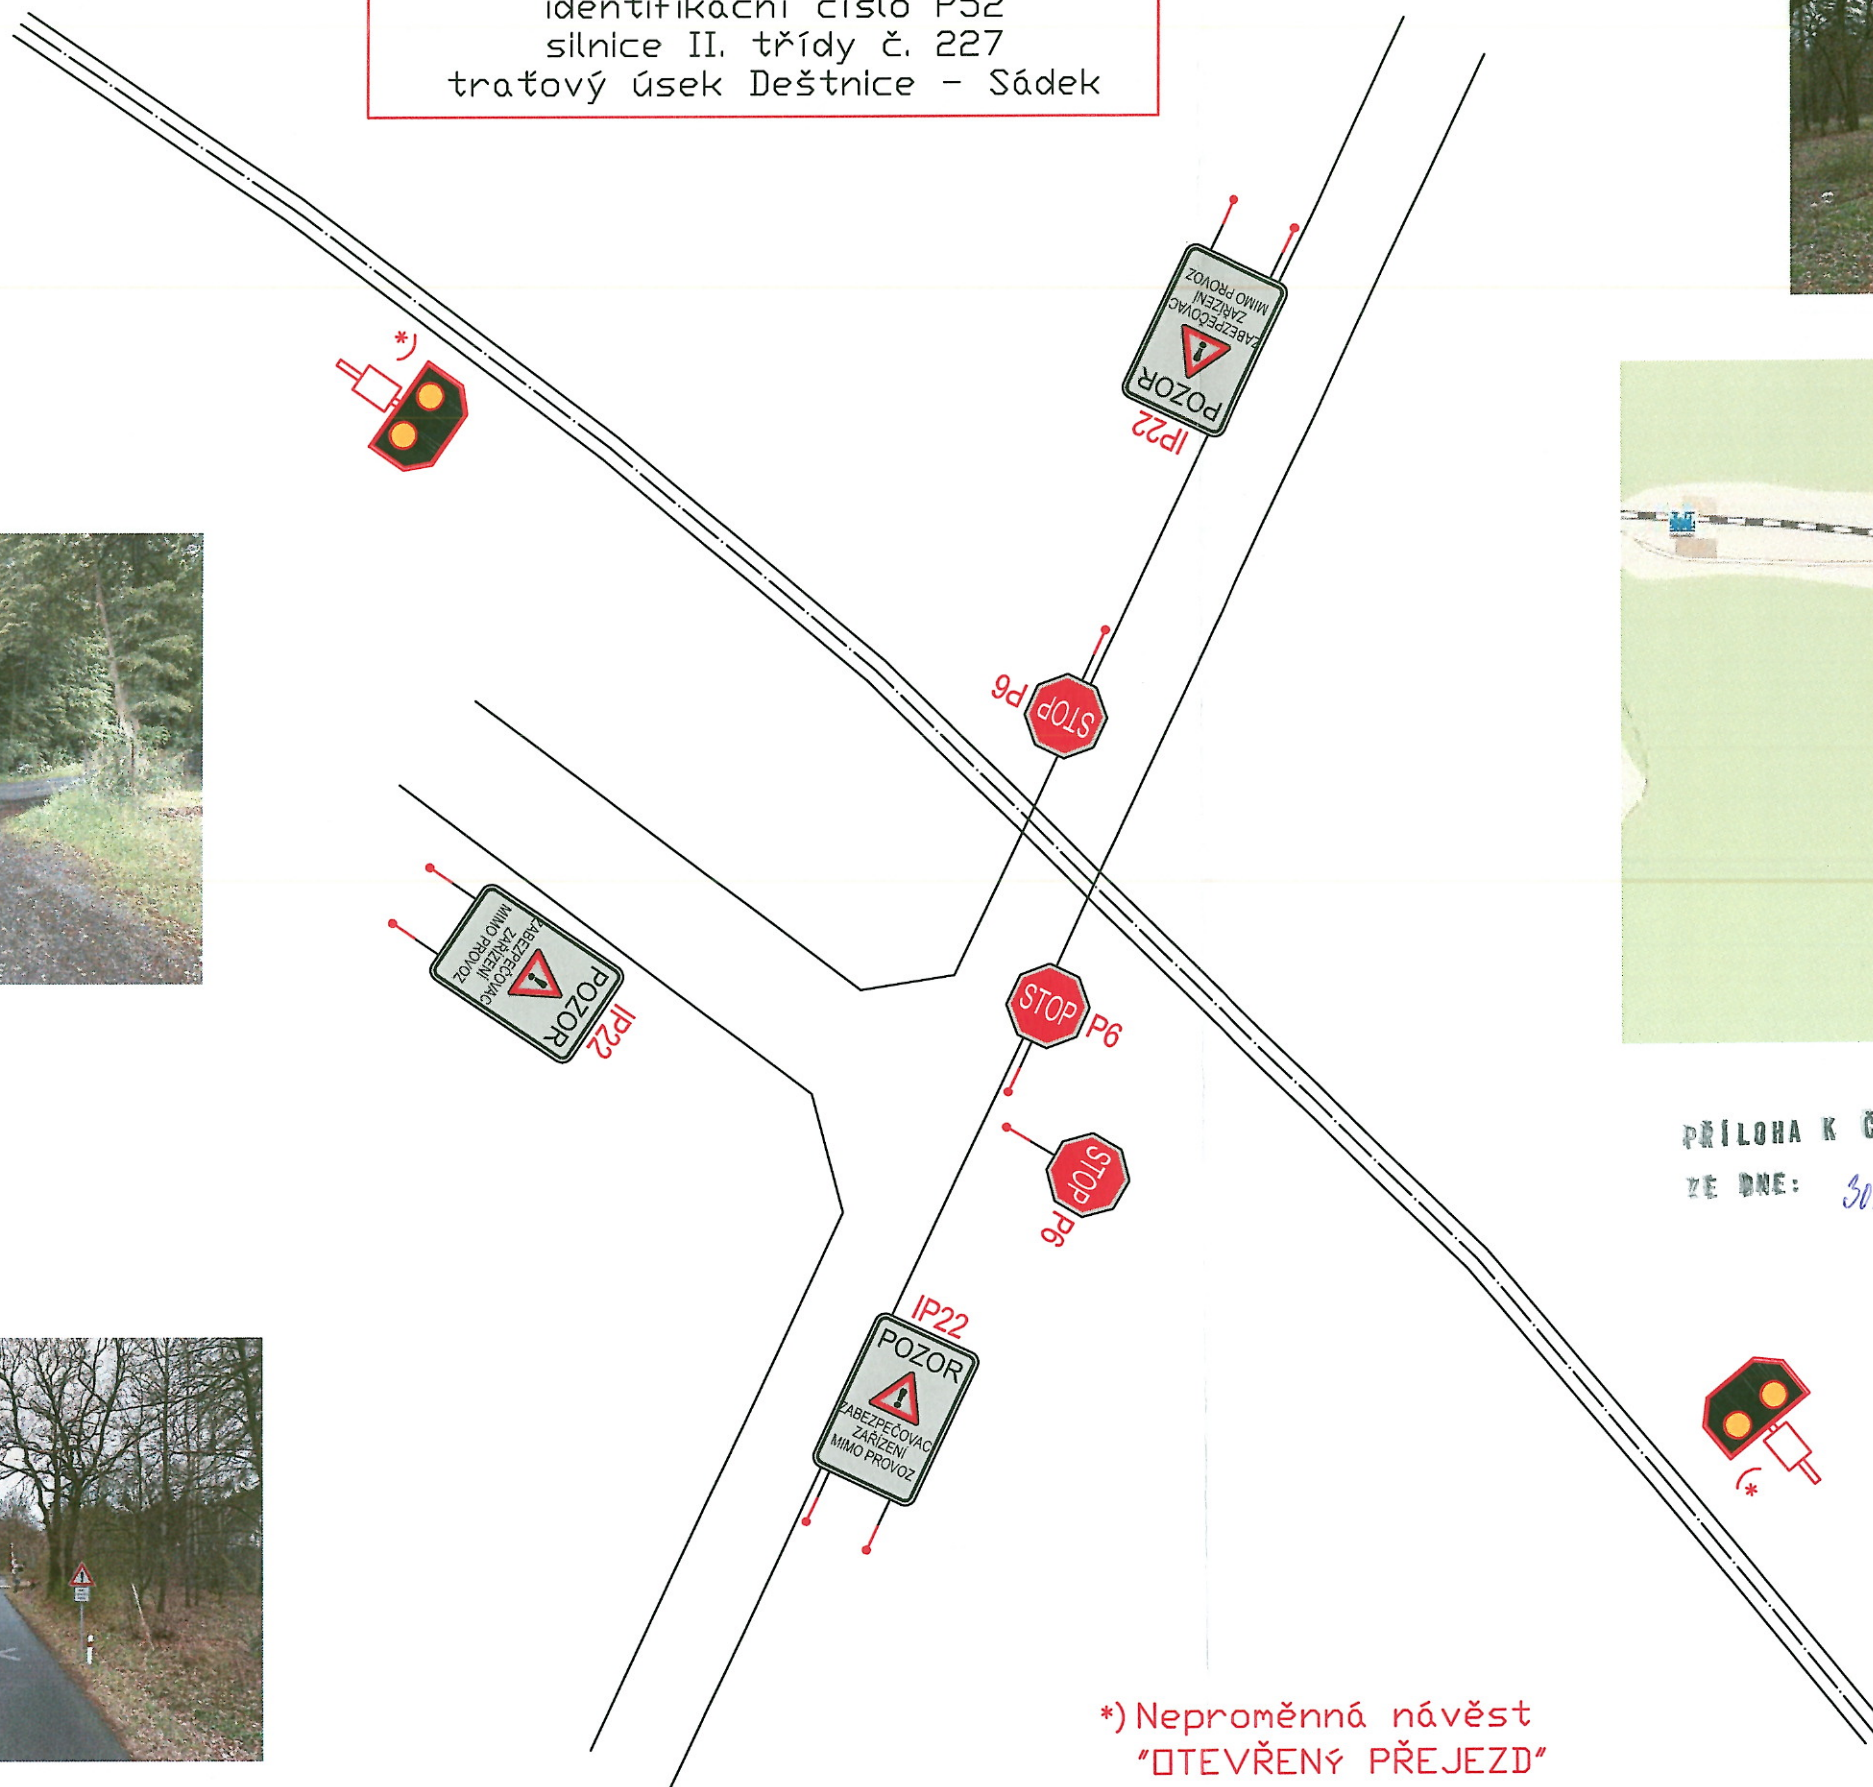 identifikační číslo P52
silnice II. třídy č. 227
traťový úsek Deštnice - Sádek
*)
POZOR
ZABEZPEČOVAC
ZAŘÍZENÍ
MIMO PROVOZ
IP22
STOP
P6
POZOR
ZABEZPEČOVAC
ZAŘÍZENÍ
MIMO PROVOZ
IP22
STOP
P6
STOP
P6
PŘÍLOHA K Č
ZE DNE: 30.
IP22
POZOR
ZABEZPEČOVAC
ZAŘÍZENÍ
MIMO PROVOZ
*)
*) Neproměnná návěst
"OTEVŘENÝ PŘEJEZD"